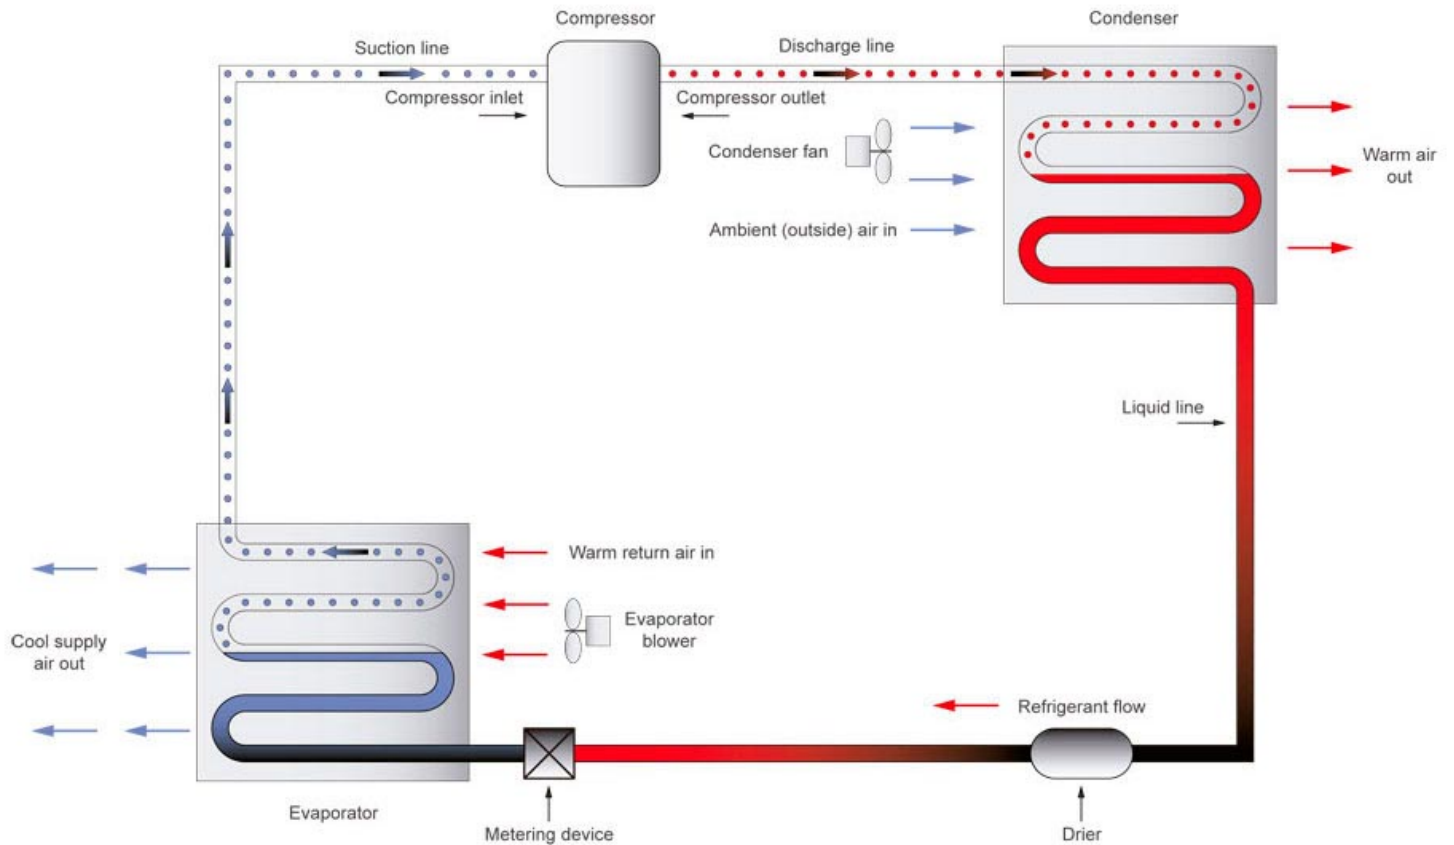 Compressor
Condenser
Suction line
Discharge line
Compressor inlet
Compressor outlet
Condenser fan
Warm air
out
Ambient (outside) air in
Liquid line
Warm return air in
Evaporator
blower
Cool supply
air out
Refrigerant flow
Evaporator
Metering device
Drier